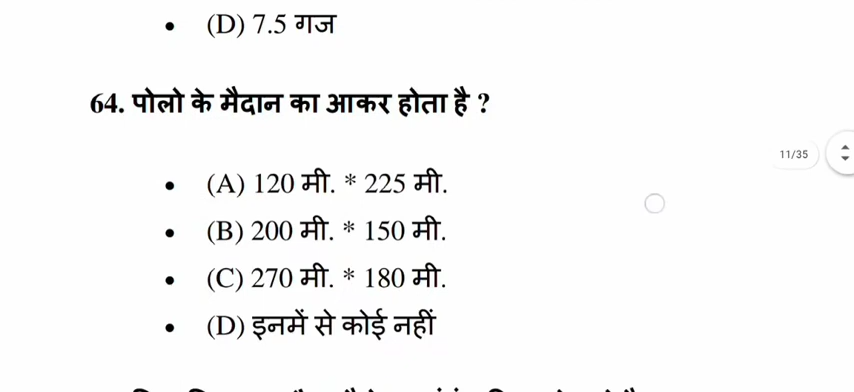 • (D) 7.5 गज
64. पोलो के मैदान का आकर होता है ?
11/35
• (A) 120 मी. * 225 मी.
• (B) 200 मी. * 150 मी.
• (C) 270 मी. * 180 मी.
• (D) इनमें से कोई नहीं